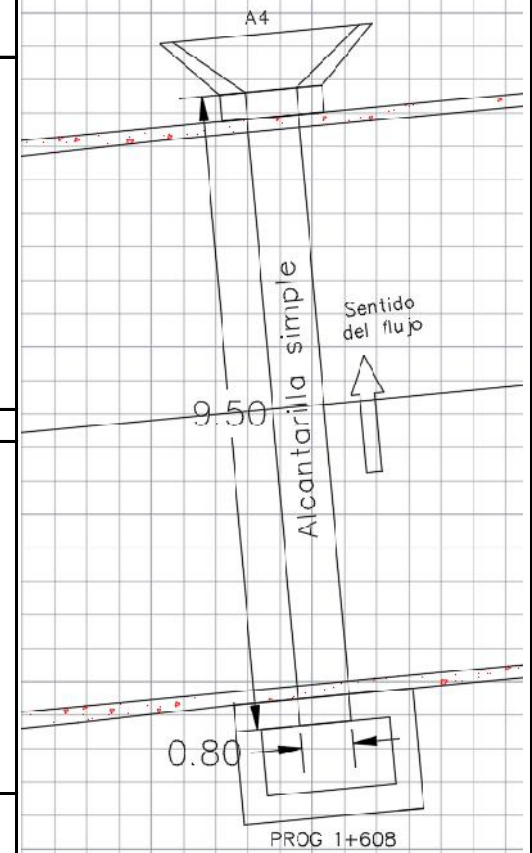 A4
Sentido
del flujo
Alcantarilla simple
9.50
0.80
PROG 1+608